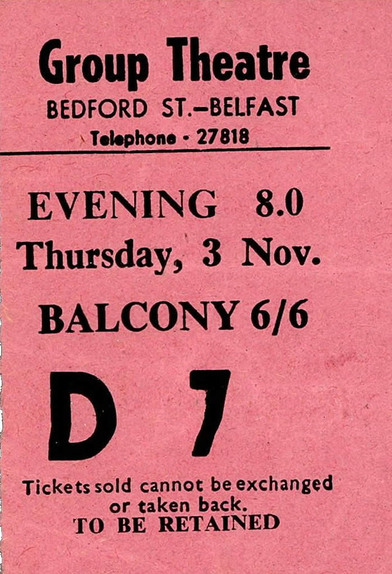 Group Theatre
BEDFORD ST.–BELFAST
Telephone - 27818
EVENING 8.0
Thursday, 3 Nov.
BALCONY 6/6
D 7
Tickets sold cannot be exchanged
or taken back.
TO BE RETAINED